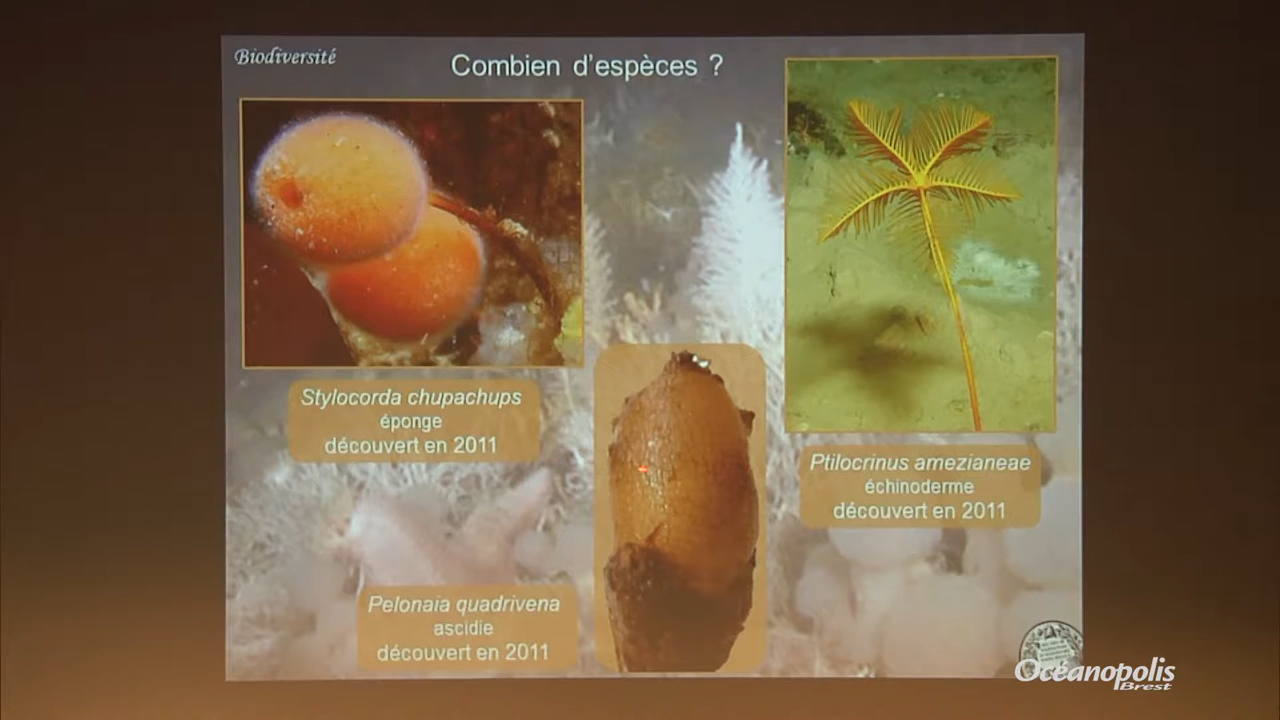 Biodiversité
Combien d'espèces ?
Stylocorda chupachups
éponge
découvert en 2011
Ptilocrinus amezianeae
échinoderme
découvert en 2011
Pelonaia quadrivena
ascidie
découvert en 2011
Océanopolis
Brest